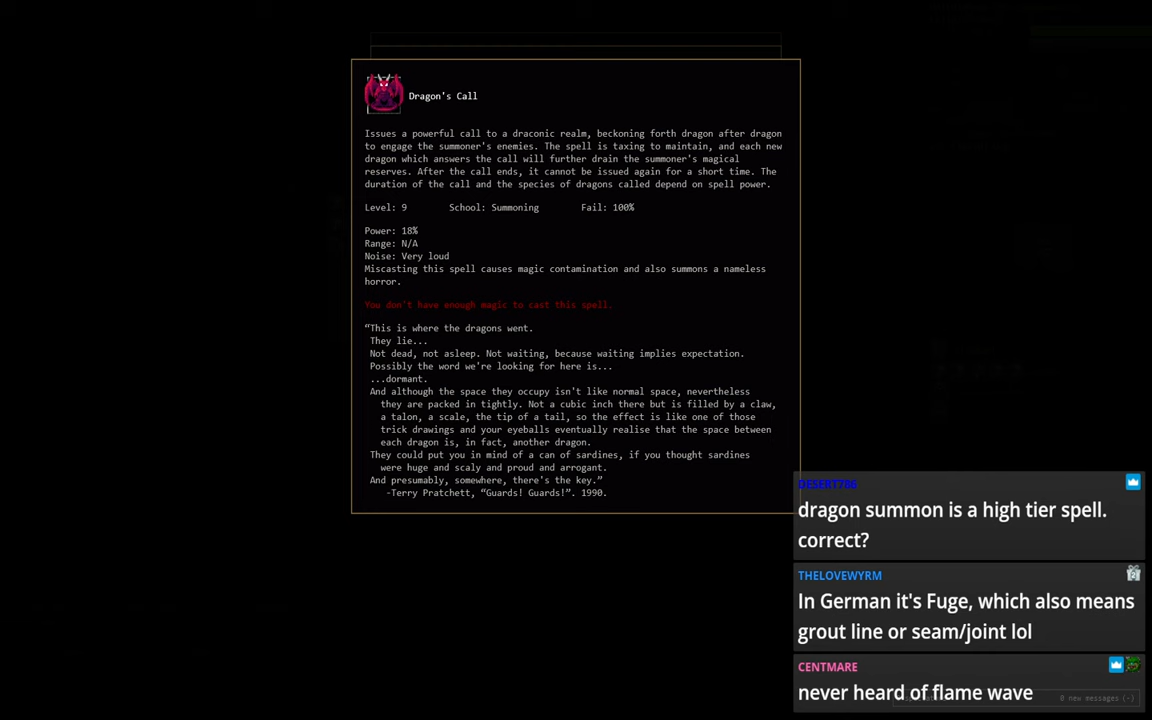 Dragon's Call
Issues a powerful call to a draconic realm, beckoning forth dragon after dragon
to engage the summoner's enemies. The spell is taxing to maintain, and each new
dragon which answers the call will further drain the summoner's magical
reserves. After the call ends, it cannot be issued again for a short time. The
duration of the call and the species of dragons called depend on spell power.
Level: 9 School: Summoning Fail: 100%
Power: 18%
Range: N/A
Noise: Very loud
Miscasting this spell causes magic contamination and also summons a nameless
horror.
You don't have enough magic to cast this spell.
“This is where the dragons went.
They lie...
Not dead, not asleep. Not waiting, because waiting implies expectation.
Possibly the word we're looking for here is...
...dormant.
And although the space they occupy isn't like normal space, nevertheless
they are packed in tightly. Not a cubic inch there but is filled by a claw,
a talon, a scale, the tip of a tail, so the effect is like one of those
trick drawings and your eyeballs eventually realise that the space between
each dragon is, in fact, another dragon.
They could put you in mind of a can of sardines, if you thought sardines
were huge and scaly and proud and arrogant.
And presumably, somewhere, there's the key.”
-Terry Pratchett, “Guards! Guards!”. 1990.
DESERT786
dragon summon is a high tier spell.
correct?
THELOVEWYRM
In German it's Fuge, which also means
grout line or seam/joint lol
CENTMARE
never heard of flame wave
0 new messages (-)